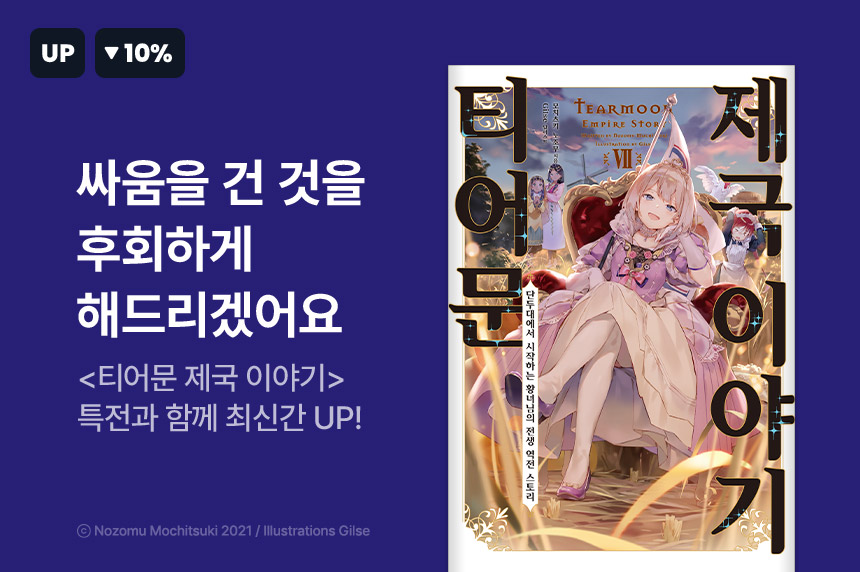 UP
▼10%
싸움을 건 것을
후회하게
해드리겠어요
<티어문 제국 이야기>
특전과 함께 최신간 UP!
ⓒ Nozomu Mochitsuki 2021 / Illustrations Gilse
제국 이야기
티어문
TEARMOON
EMPIRE STORY
VII
단두대에서 시작하는 황녀님의 전생 역전 스토리